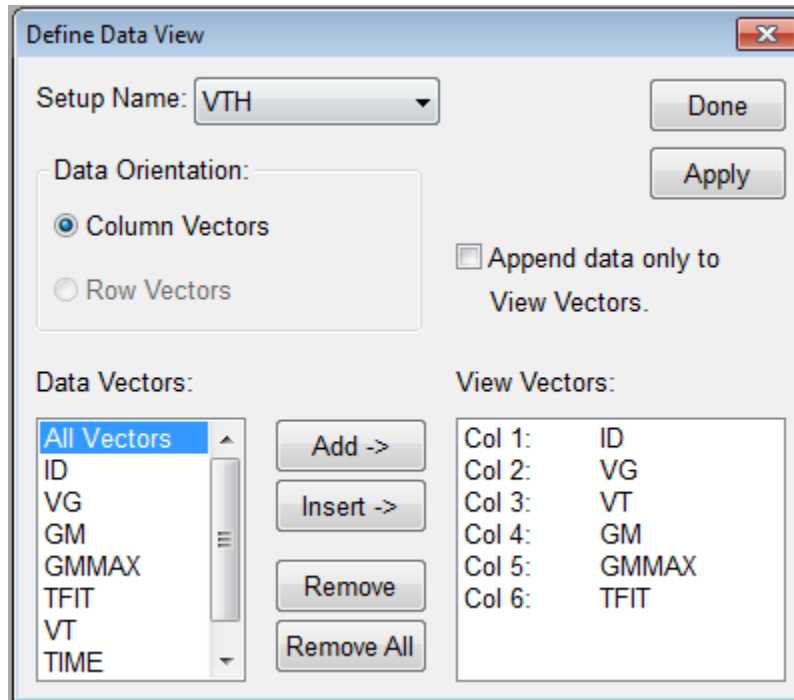 Define Data View
Setup Name: VTH
Done
Data Orientation:
Apply
Column Vectors
Append data only to
View Vectors.
Row Vectors
Data Vectors:
View Vectors:
All Vectors
ID
VG
GM
GMMAX
TFIT
VT
TIME
Add ->
Insert ->
Remove
Remove All
Col 1: ID
Col 2: VG
Col 3: VT
Col 4: GM
Col 5: GMMAX
Col 6: TFIT